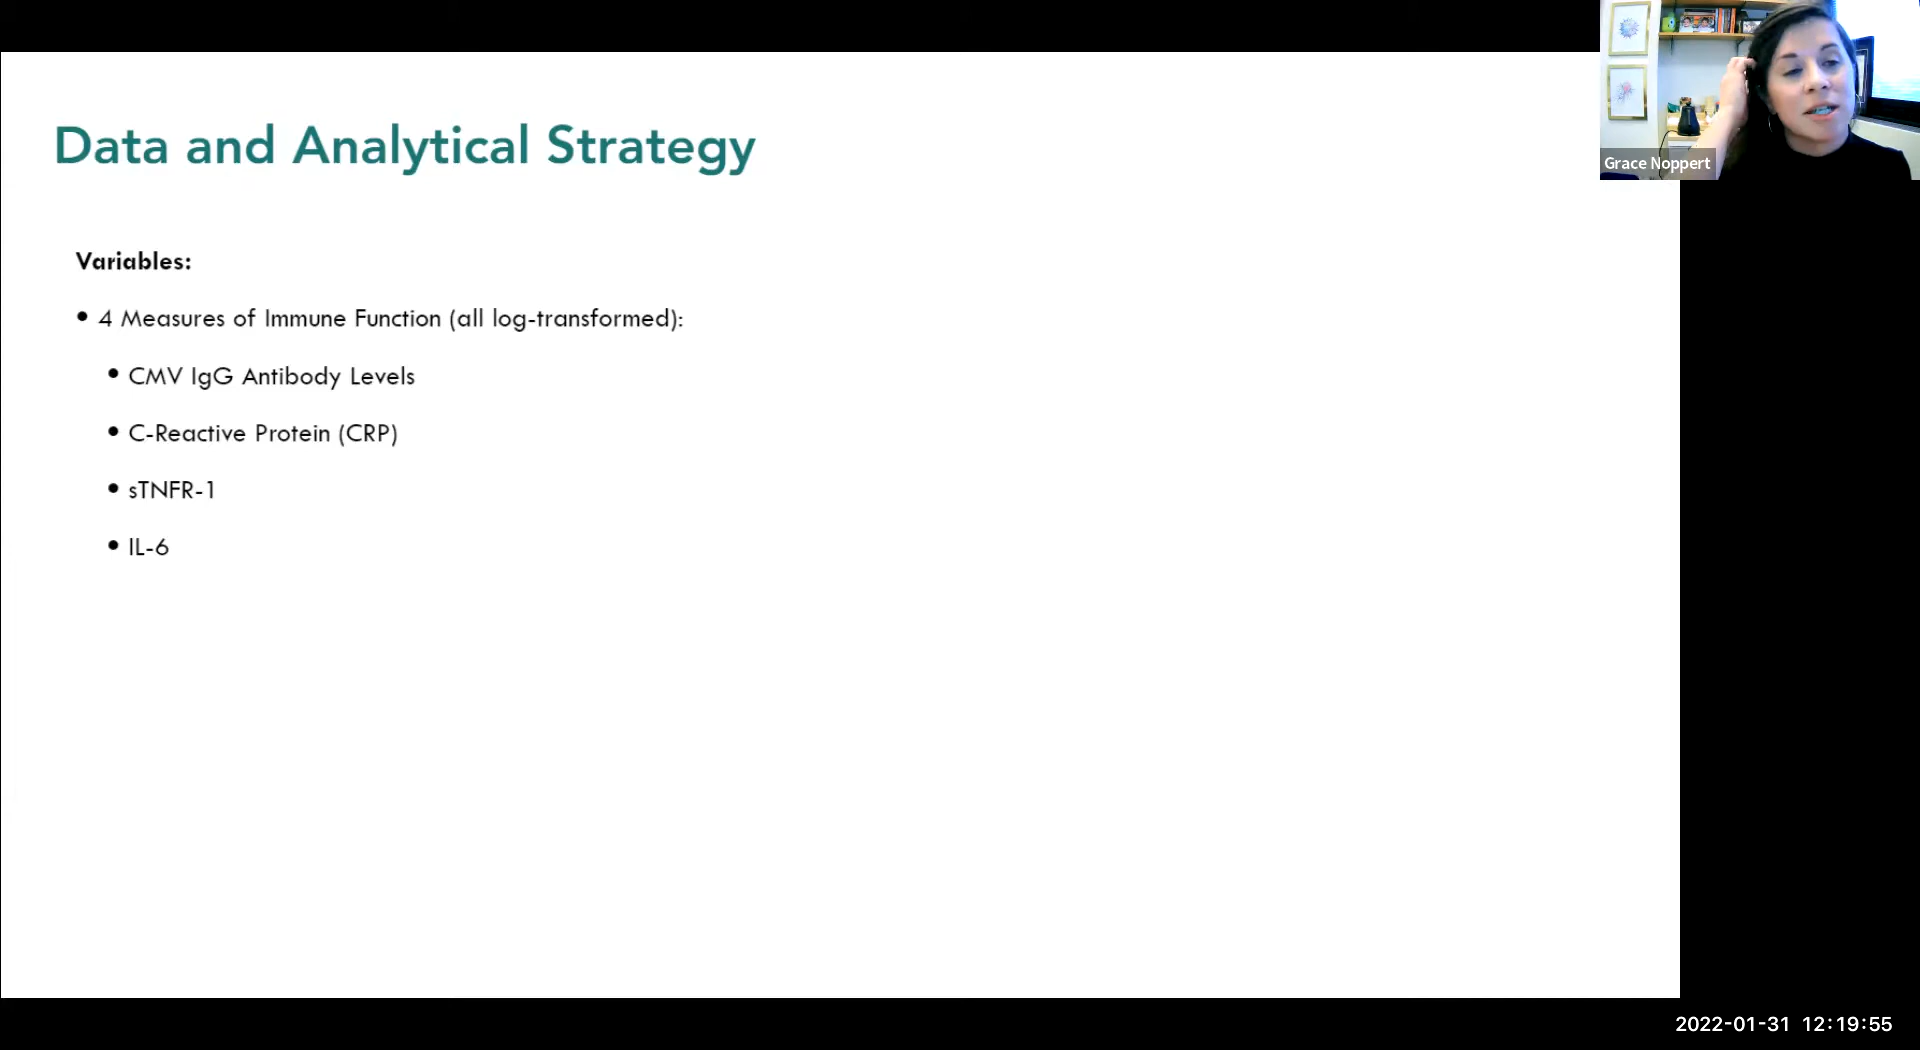 Data and Analytical Strategy
Grace Noppert
Variables:
• 4 Measures of Immune Function (all log-transformed):
• CMV IgG Antibody Levels
• C-Reactive Protein (CRP)
• sTNFR-1
• IL-6
2022-01-31 12:19:55